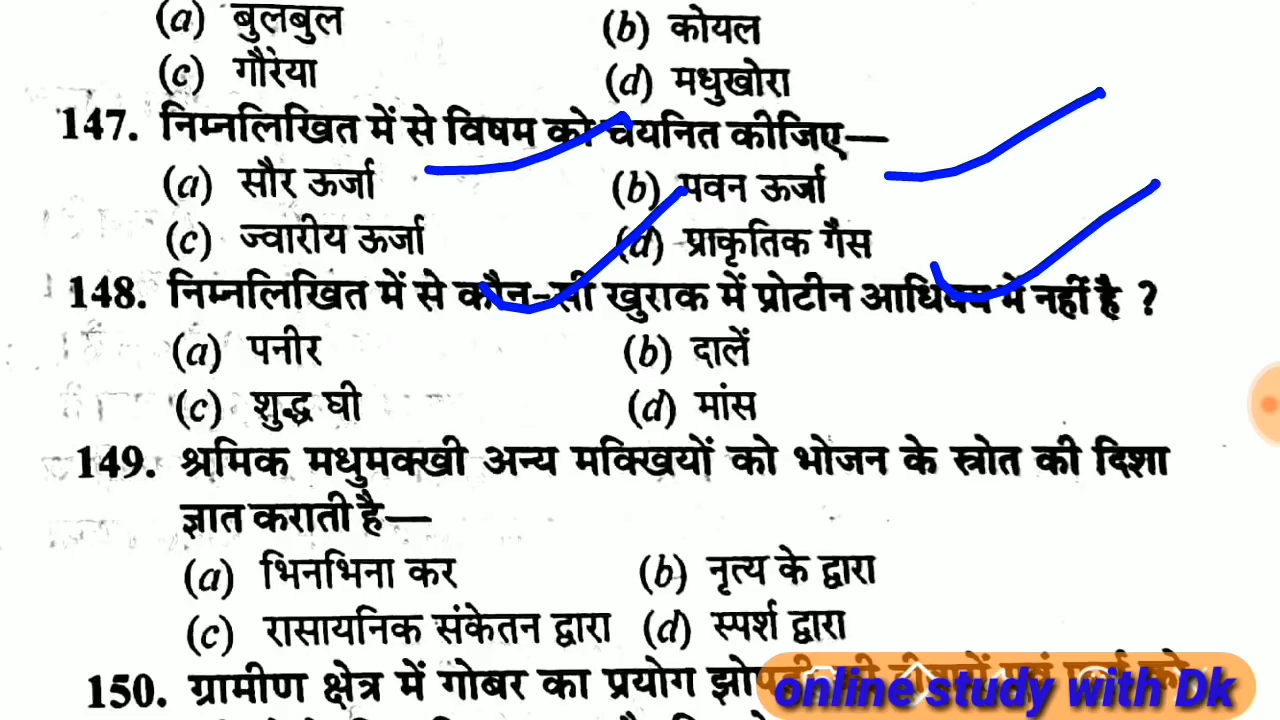 (a) बुलबुल (b) कोयल
(c) गौरैया (d) मधुखोरा
147. निम्नलिखित में से विषम को चयनित कीजिए—
(a) सौर ऊर्जा (b) पवन ऊर्जा
(c) ज्वारीय ऊर्जा (d) प्राकृतिक गैस
148. निम्नलिखित में से कौन-सी खुराक में प्रोटीन आधिक्य में नहीं है ?
(a) पनीर (b) दालें
(c) शुद्ध घी (d) मांस
149. श्रमिक मधुमक्खी अन्य मक्खियों को भोजन के स्त्रोत की दिशा
ज्ञात कराती है—
(a) भिनभिना कर (b) नृत्य के द्वारा
(c) रासायनिक संकेतन द्वारा (d) स्पर्श द्वारा
150. ग्रामीण क्षेत्र में गोबर का प्रयोग
online study with Dk